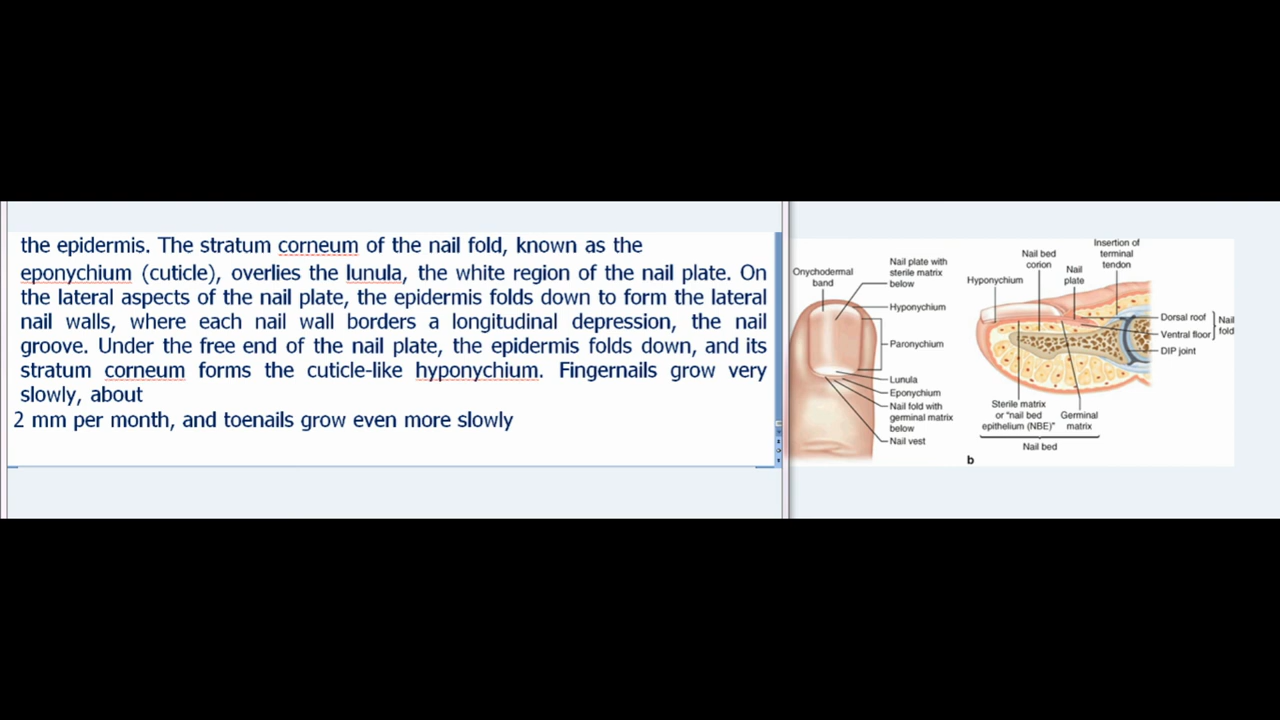 the epidermis. The stratum corneum of the nail fold, known as the
eponychium (cuticle), overlies the lunula, the white region of the nail plate. On
the lateral aspects of the nail plate, the epidermis folds down to form the lateral
nail walls, where each nail wall borders a longitudinal depression, the nail
groove. Under the free end of the nail plate, the epidermis folds down, and its
stratum corneum forms the cuticle-like hyponychium. Fingernails grow very
slowly, about
2 mm per month, and toenails grow even more slowly
Onychodermal
band
Nail plate with
sterile matrix
below
Hyponychium
Paronychium
Lunula
Eponychium
Nail fold with
germinal matrix
below
Nail vest
Hyponychium
Nail bed
corion
Nail
plate
Insertion of
terminal
tendon
Dorsal roof
Ventral floor
Nail
fold
DIP joint
Sterile matrix
or "nail bed
epithelium (NBE)"
Germinal
matrix
Nail bed
b